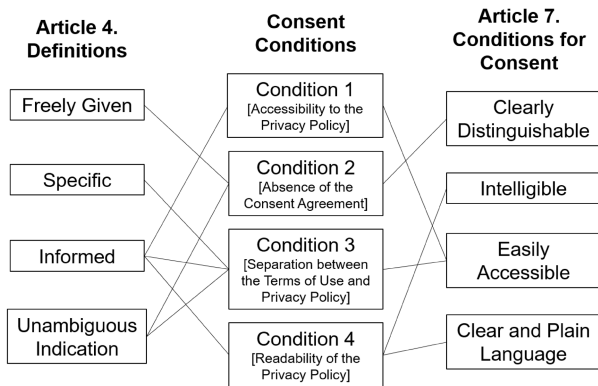 Article 4.
Definitions
Freely Given
Specific
Informed
Unambiguous
Indication
Consent
Conditions
Condition 1
[Accessibility to the
Privacy Policy]
Condition 2
[Absence of the
Consent Agreement]
Condition 3
[Separation between
the Terms of Use and
Privacy Policy]
Condition 4
[Readability of the
Privacy Policy]
Article 7.
Conditions for
Consent
Clearly
Distinguishable
Intelligible
Easily
Accessible
Clear and Plain
Language